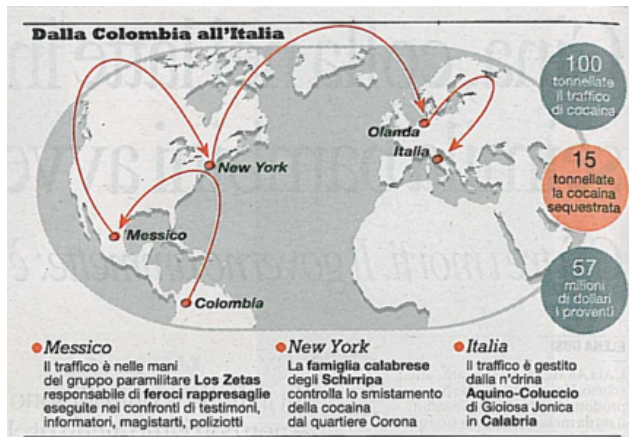 Dalla Colombia all'Italia
100
tonnellate
il traffico
di cocaina
Olanda
Italia
New York
15
tonnellate
la cocaina
sequestrata
Messico
Colombia
57
milioni
di dollari
i proventi
Messico
Il traffico è nelle mani
del gruppo paramilitare Los Zetas
responsabile di feroci rappresaglie
eseguite nei confronti di testimoni,
informatori, magistarti, poliziotti
New York
La famiglia calabrese
degli Schirripa
controlla lo smistamento
della cocaina
dal quartiere Corona
Italia
Il traffico è gestito
dalla n'drina
Aquino-Coluccio
di Gioiosa Jonica
in Calabria